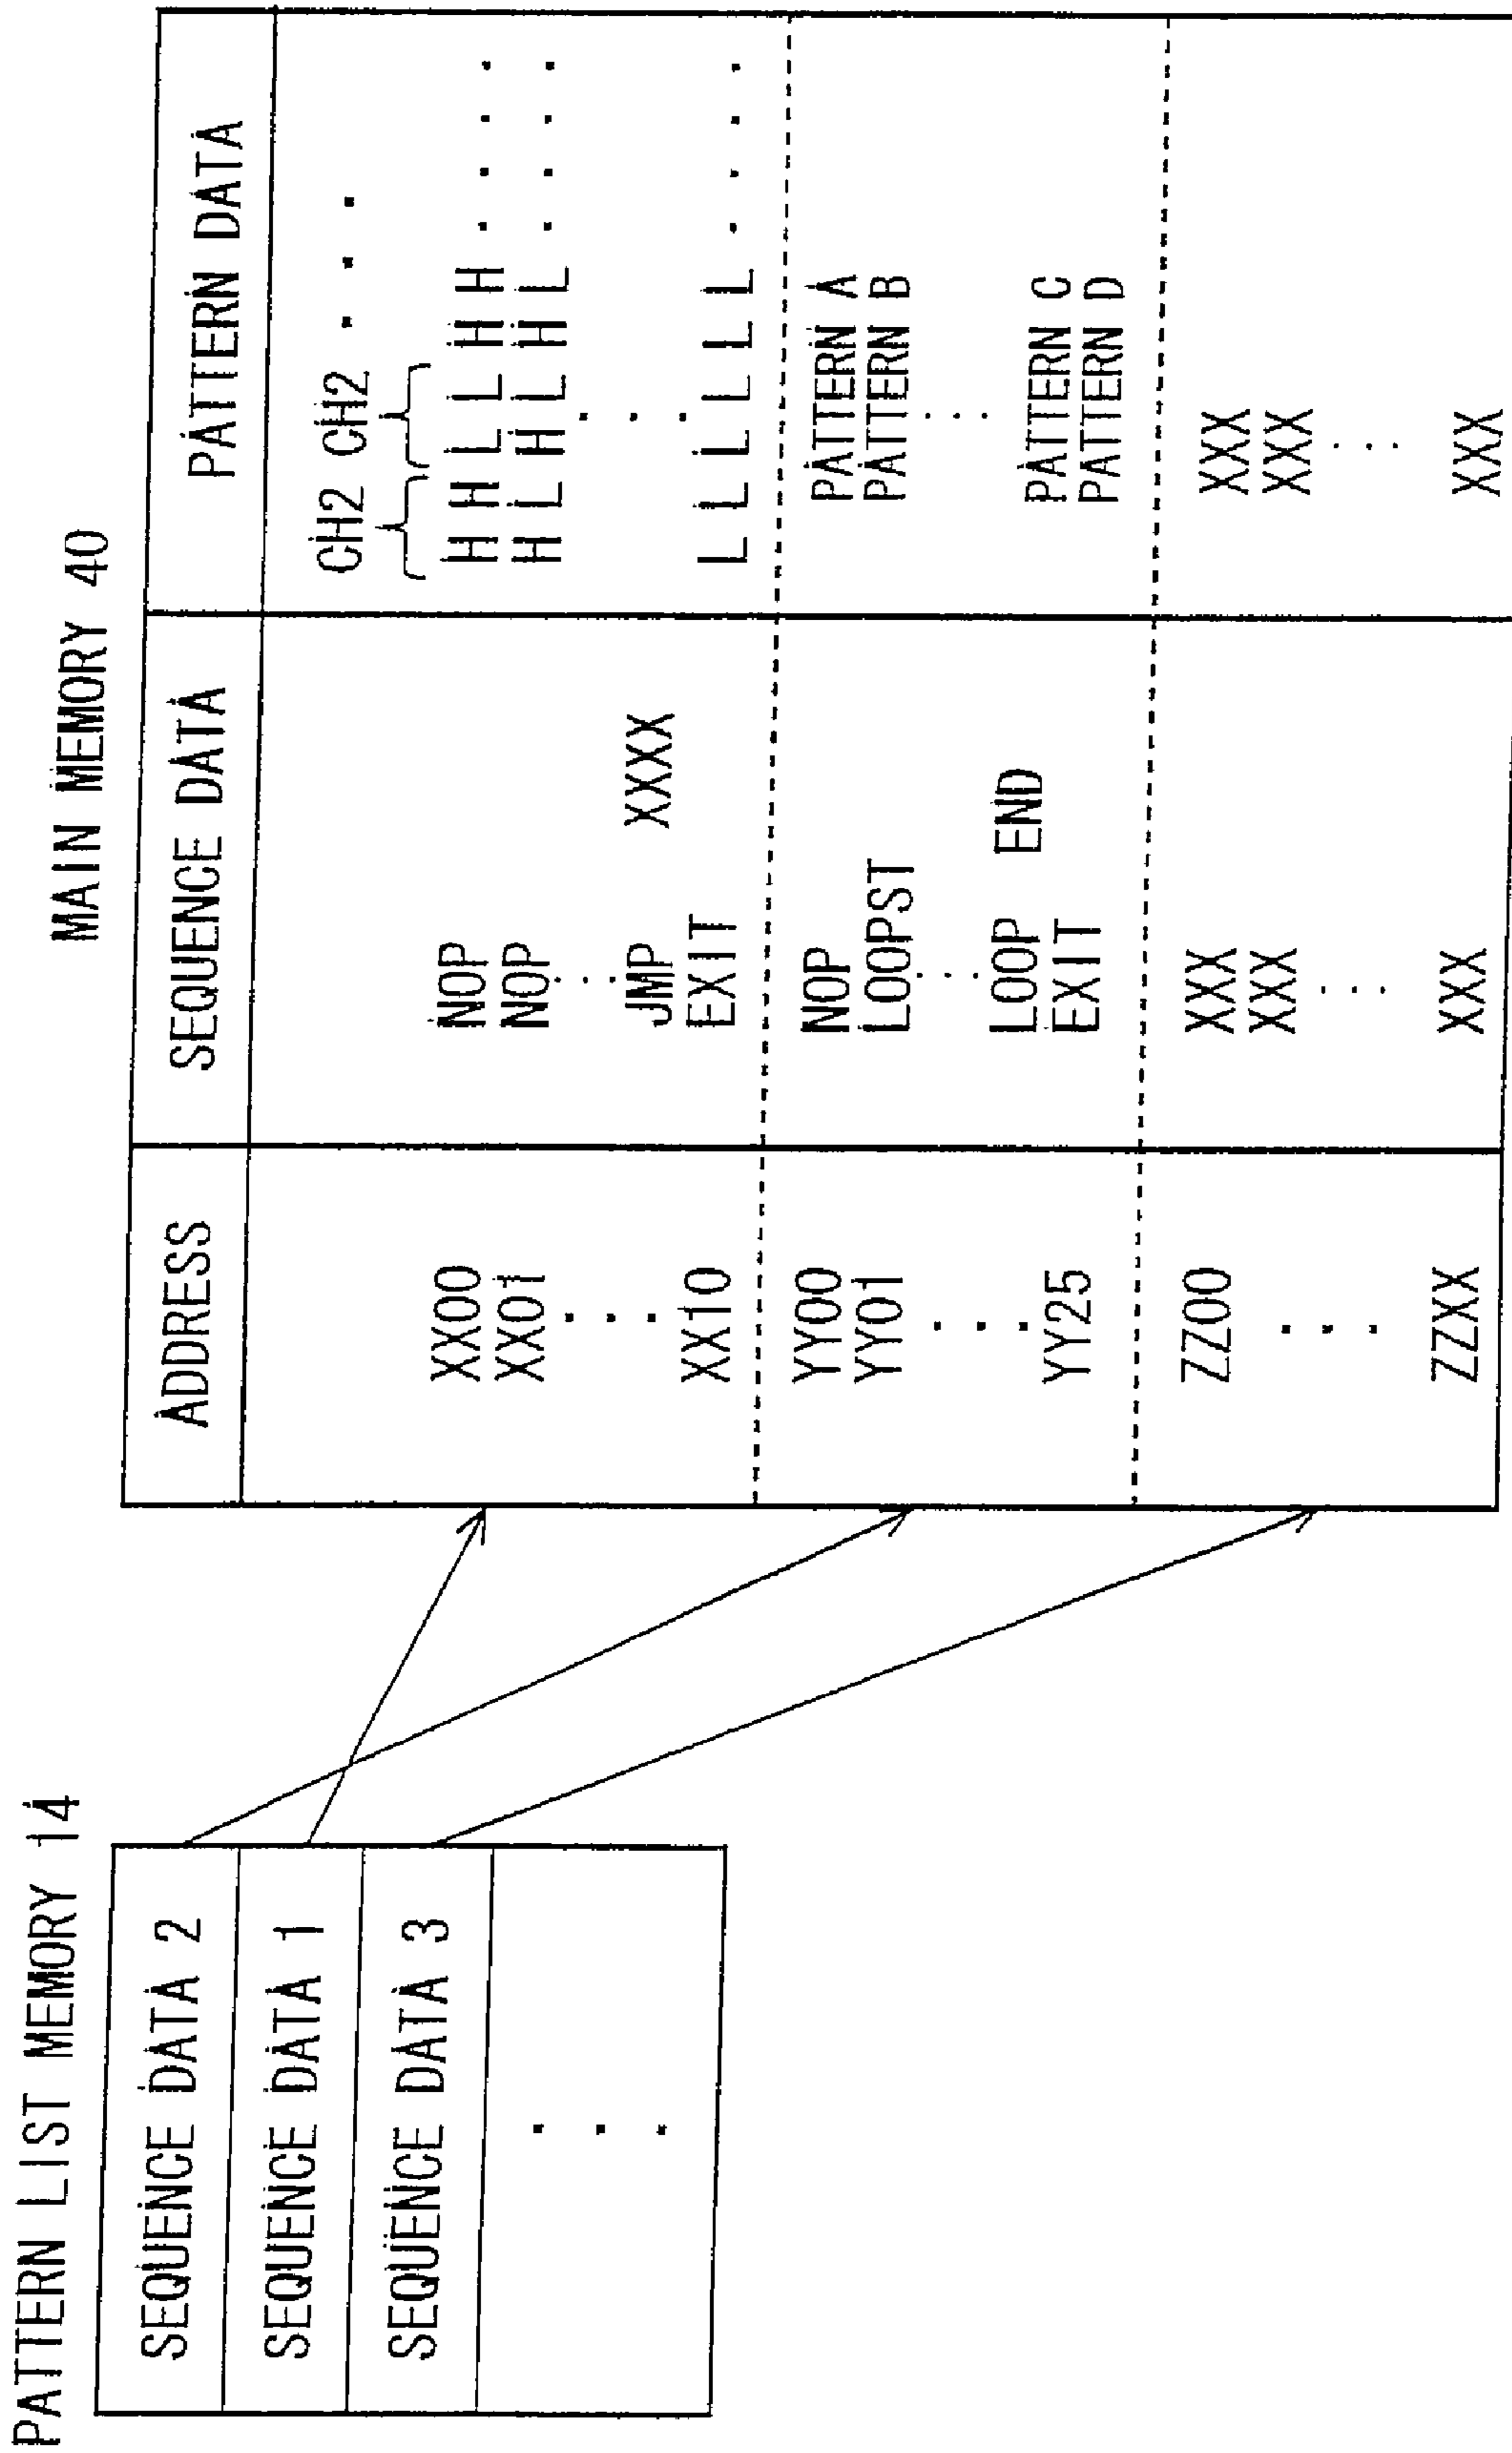 PATTERN LIST MEMORY 14
SEQUENCE DATA 2
SEQUENCE DATA 1
SEQUENCE DATA 3
. . .
MAIN MEMORY 40
ADDRESS SEQUENCE DATA PATTERN DATA
CH2 CH2 . . .
XX00 NOP H H L L H H . . . .
XX01 NOP H L H L H L . . . .
. . . . . . . . .
JMP XXXX
XX10 EXIT L L L L L L . . . .
YY00 NOP PATTERN A
YY01 LOOPST PATTERN B
. . . . . . . . .
LOOP END PATTERN C
YY25 EXIT PATTERN D
ZZ00 XXX XXX
XXX XXX
. . . . . . . . .
ZZXX XXX XXX